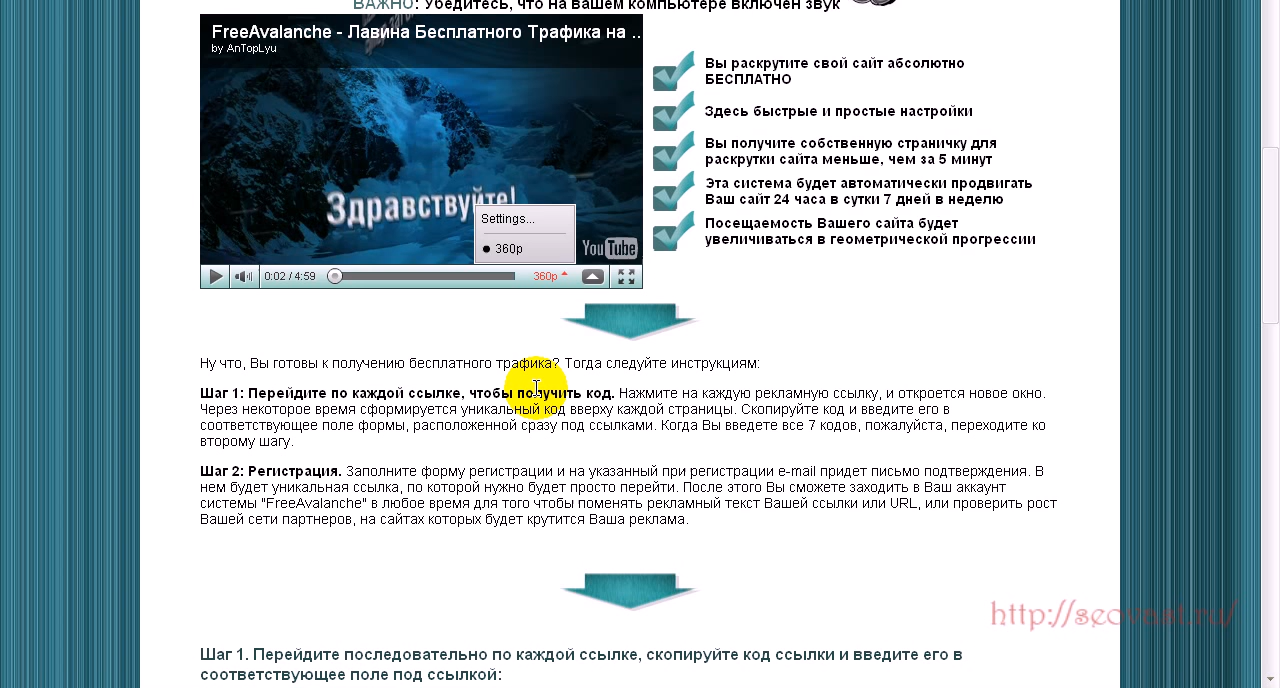 ВАЖНО: Убедитесь, что на вашем компьютере включен звук
FreeAvalanche - Лавина Бесплатного Трафика на ...
by AnTopLyu
Здравствуйте!
Settings...
360p
YouTube
0:02 / 4:59
360p
Вы раскрутите свой сайт абсолютно
БЕСПЛАТНО
Здесь быстрые и простые настройки
Вы получите собственную страничку для
раскрутки сайта меньше, чем за 5 минут
Эта система будет автоматически продвигать
Ваш сайт 24 часа в сутки 7 дней в неделю
Посещаемость Вашего сайта будет
увеличиваться в геометрической прогрессии
Ну что, Вы готовы к получению бесплатного трафика? Тогда следуйте инструкциям:
Шаг 1: Перейдите по каждой ссылке, чтобы получить код. Нажмите на каждую рекламную ссылку, и откроется новое окно.
Через некоторое время сформируется уникальный код вверху каждой страницы. Скопируйте код и введите его в
соответствующее поле формы, расположенной сразу под ссылками. Когда Вы введете все 7 кодов, пожалуйста, переходите ко
второму шагу.
Шаг 2: Регистрация. Заполните форму регистрации и на указанный при регистрации e-mail придет письмо подтверждения. В
нем будет уникальная ссылка, по которой нужно будет просто перейти. После этого Вы сможете заходить в Ваш аккаунт
системы "FreeAvalanche" в любое время для того чтобы поменять рекламный текст Вашей ссылки или URL, или проверить рост
Вашей сети партнеров, на сайтах которых будет крутится Ваша реклама.
http://seovast.ru/
Шаг 1. Перейдите последовательно по каждой ссылке, скопируйте код ссылки и введите его в
соответствующее поле под ссылкой: